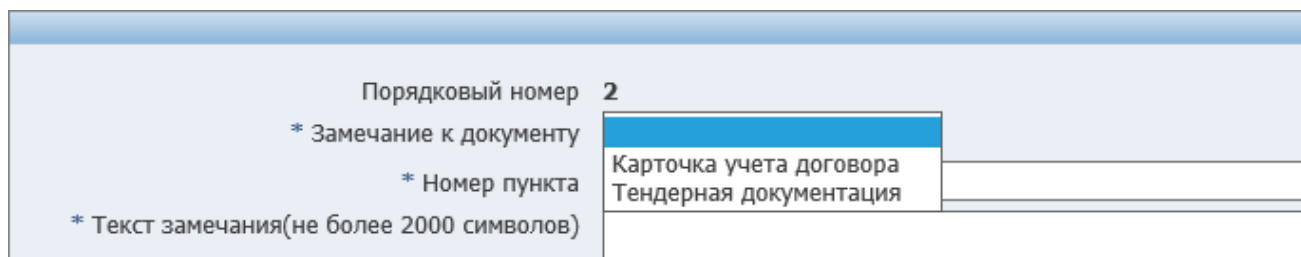 Порядковый номер 2
* Замечание к документу
Карточка учета договора
* Номер пункта
Тендерная документация
* Текст замечания(не более 2000 символов)